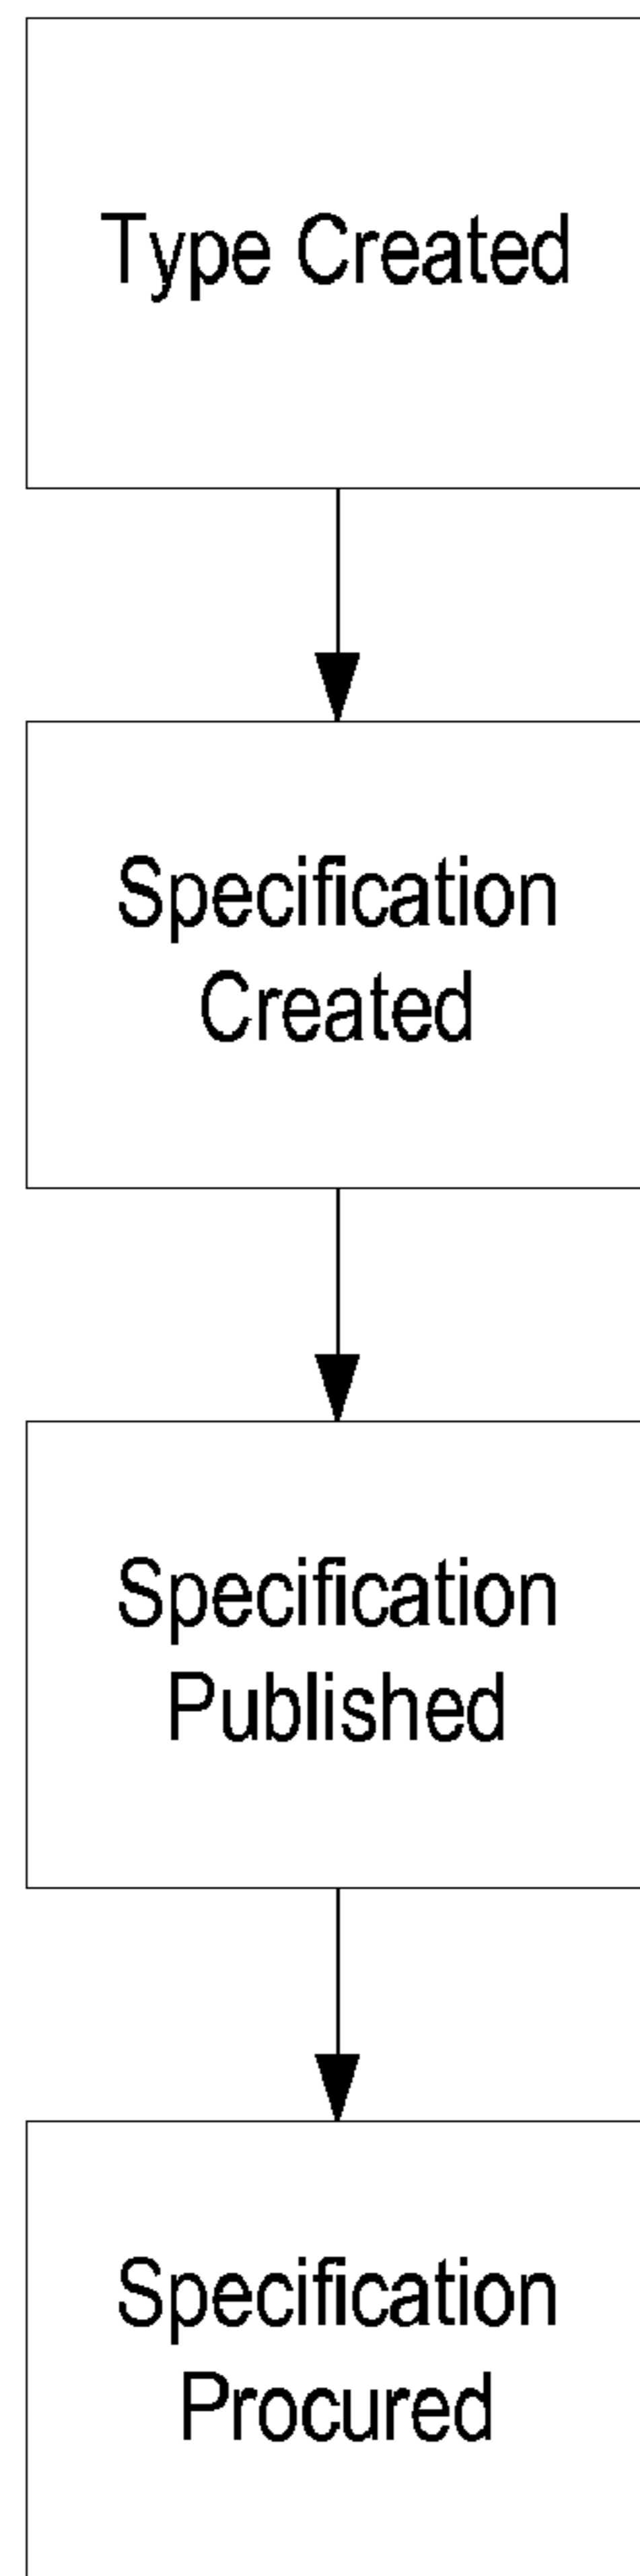 Type Created
Specification
Created
Specification
Published
Specification
Procured